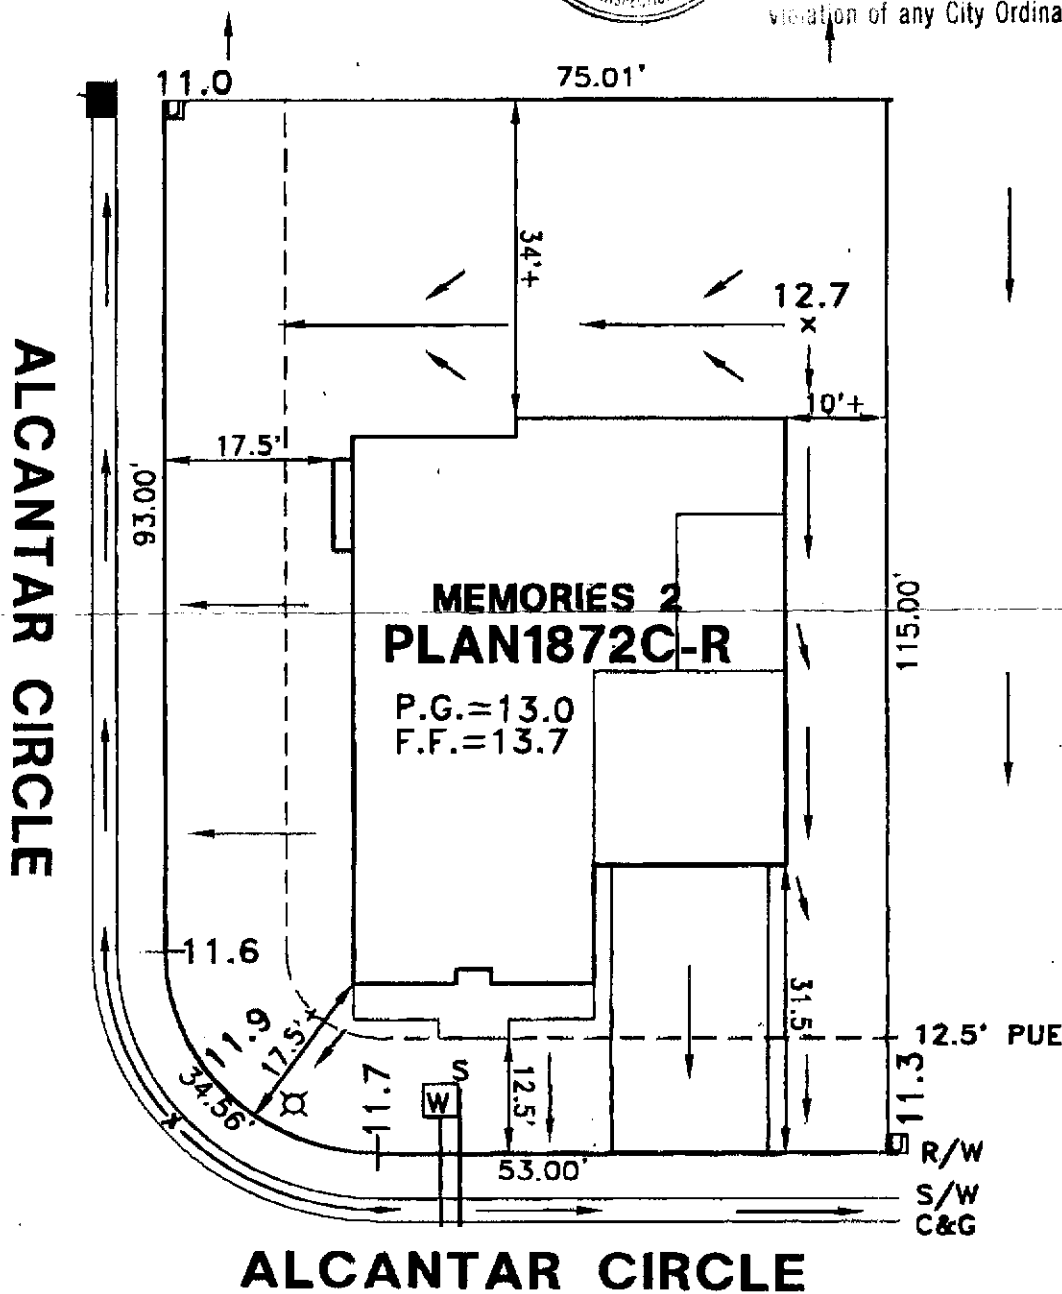 violation of any City Ordina
11.0
75.01'
34'±
12.7
x
10'±
17.5'
93.00'
ALCANTAR CIRCLE
MEMORIES 2
PLAN1872C-R
P.G.=13.0
F.F.=13.7
115.00'
11.6
11.9
17.5'±
34.56'
x
11.7
S
W
12.5'
31.5'
12.5' PUE
11.3
53.00'
R/W
S/W
C&G
ALCANTAR CIRCLE